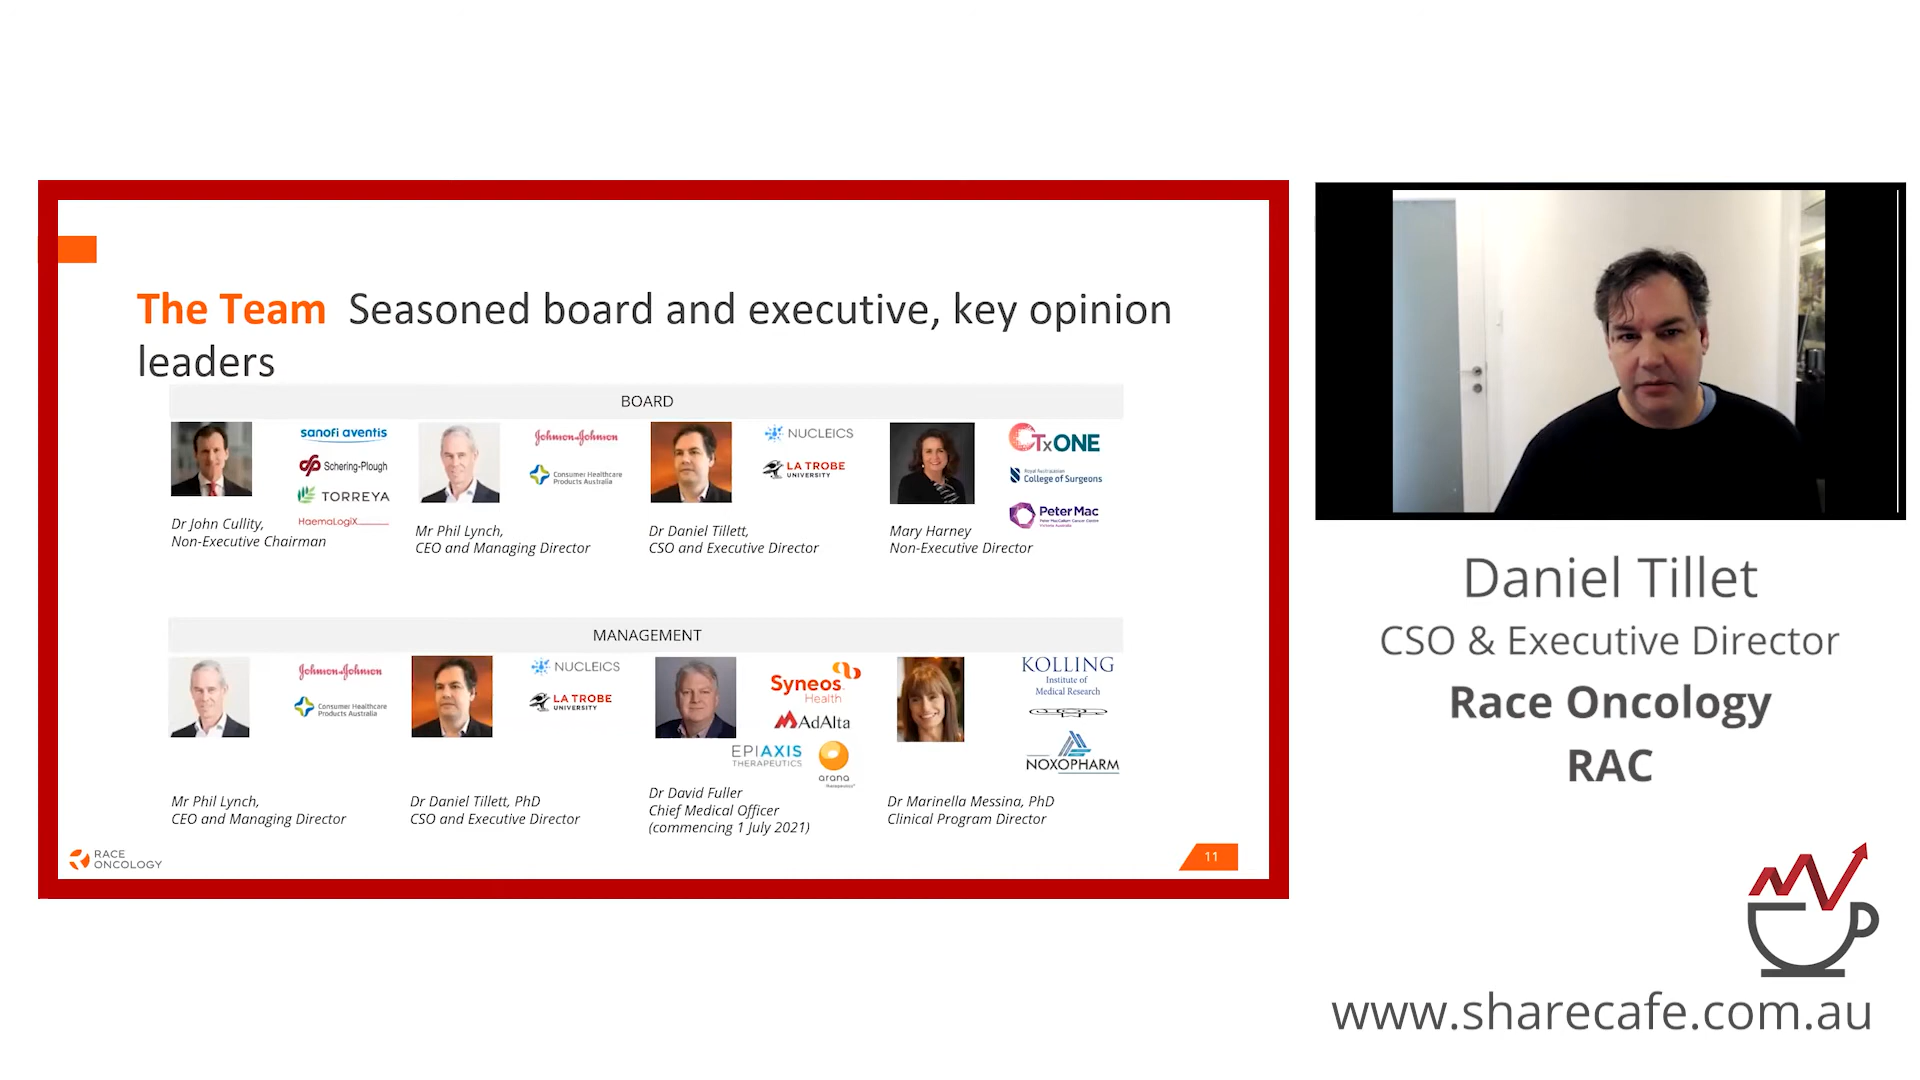 The Team Seasoned board and executive, key opinion
leaders
BOARD
sanofi aventis
Schering-Plough
TORREYA
HaemaLogiX
Dr John Cullity,
Non-Executive Chairman
Johnson & Johnson
Consumer Healthcare
Products Australia
Mr Phil Lynch,
CEO and Managing Director
NUCLEICS
LA TROBE
UNIVERSITY
Dr Daniel Tillett,
CSO and Executive Director
CTxONE
Royal Australasian
College of Surgeons
Peter Mac
Peter MacCallum Cancer Centre
Victoria Australia
Mary Harney
Non-Executive Director
MANAGEMENT
Johnson & Johnson
Consumer Healthcare
Products Australia
Mr Phil Lynch,
CEO and Managing Director
NUCLEICS
LA TROBE
UNIVERSITY
Dr Daniel Tillett, PhD
CSO and Executive Director
Syneos
Health
AdAlta
EPIAXIS
THERAPEUTICS
arana
therapeutics
Dr David Fuller
Chief Medical Officer
(commencing 1 July 2021)
KOLLING
Institute of
Medical Research
NOXOPHARM
Dr Marinella Messina, PhD
Clinical Program Director
RACE
ONCOLOGY
11
Daniel Tillet
CSO & Executive Director
Race Oncology
RAC
www.sharecafe.com.au